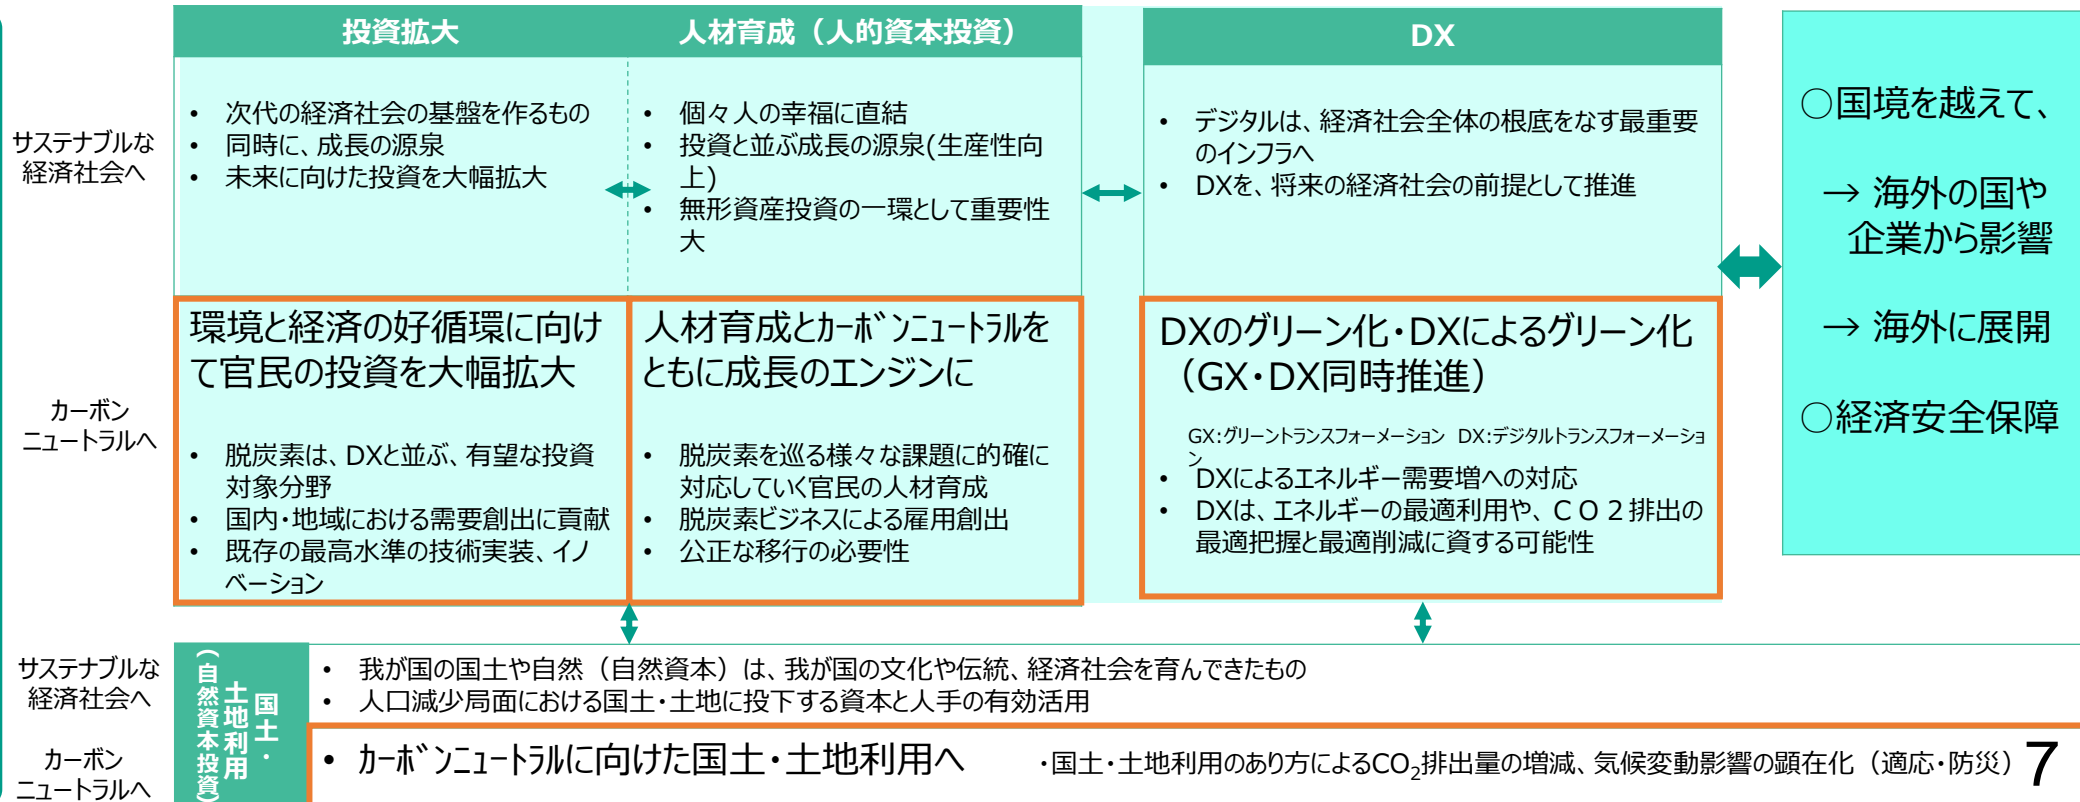 投資拡大
人材育成（人的資本投資）
DX
サステナブルな
経済社会へ
• 次代の経済社会の基盤を作るもの
• 同時に、成長の源泉
• 未来に向けた投資を大幅拡大
• 個々人の幸福に直結
• 投資と並ぶ成長の源泉(生産性向
上)
• 無形資産投資の一環として重要性
大
• デジタルは、経済社会全体の根底をなす最重要
のインフラへ
• DXを、将来の経済社会の前提として推進
○国境を越えて、
→ 海外の国や
企業から影響
→ 海外に展開
○経済安全保障
カーボン
ニュートラルへ
環境と経済の好循環に向け
て官民の投資を大幅拡大
• 脱炭素は、DXと並ぶ、有望な投資
対象分野
• 国内・地域における需要創出に貢献
• 既存の最高水準の技術実装、イノ
ベーション
人材育成とｶｰﾎﾞﾝﾆｭｰﾄﾗﾙを
ともに成長のエンジンに
• 脱炭素を巡る様々な課題に的確に
対応していく官民の人材育成
• 脱炭素ビジネスによる雇用創出
• 公正な移行の必要性
DXのグリーン化・DXによるグリーン化
（GX・DX同時推進）
GX:グリーントランスフォーメーション DX:デジタルトランスフォーメーショ
ン
• DXによるエネルギー需要増への対応
• DXは、エネルギーの最適利用や、ＣＯ２排出の
最適把握と最適削減に資する可能性
サステナブルな
経済社会へ
国土・
土地利用
（自然資本投資）
• 我が国の国土や自然（自然資本）は、我が国の文化や伝統、経済社会を育んできたもの
• 人口減少局面における国土・土地に投下する資本と人手の有効活用
カーボン
ニュートラルへ
• ｶｰﾎﾞﾝﾆｭｰﾄﾗﾙに向けた国土・土地利用へ
・国土・土地利用のあり方によるCO₂排出量の増減、気候変動影響の顕在化（適応・防災）
7